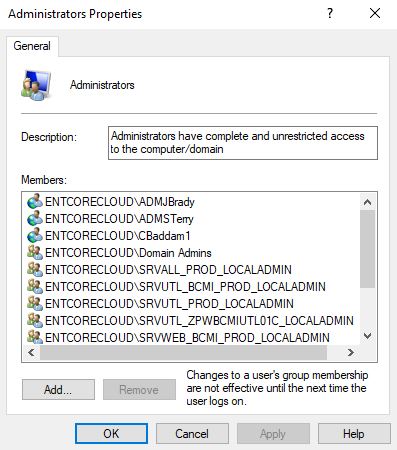 Administrators Properties
?
General
Administrators
Description:
Administrators have complete and unrestricted access
to the computer/domain
Members:
ENTCORECLOUD\ADMJBrady
ENTCORECLOUD\ADMSTerry
ENTCORECLOUD\CBaddam1
ENTCORECLOUD\Domain Admins
ENTCORECLOUD\SRVALL_PROD_LOCALADMIN
ENTCORECLOUD\SRVUTL_BCMI_PROD_LOCALADMIN
ENTCORECLOUD\SRVUTL_PROD_LOCALADMIN
ENTCORECLOUD\SRVUTL_ZPWBCMIUTL01C_LOCALADMIN
ENTCORECLOUD\SRVWEB_BCMI_PROD_LOCALADMIN
Add...
Remove
Changes to a user's group membership
are not effective until the next time the
user logs on.
OK
Cancel
Apply
Help